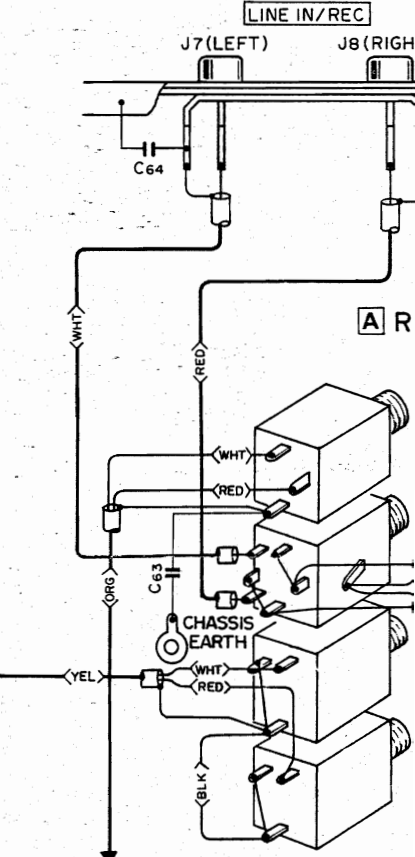 LINE IN/REC
J7(LEFT)
J8(RIGH
C64
WHT
RED
A R
WHT
RED
C63
ORG
CHASSIS
EARTH
YEL
WHT
RED
BLK